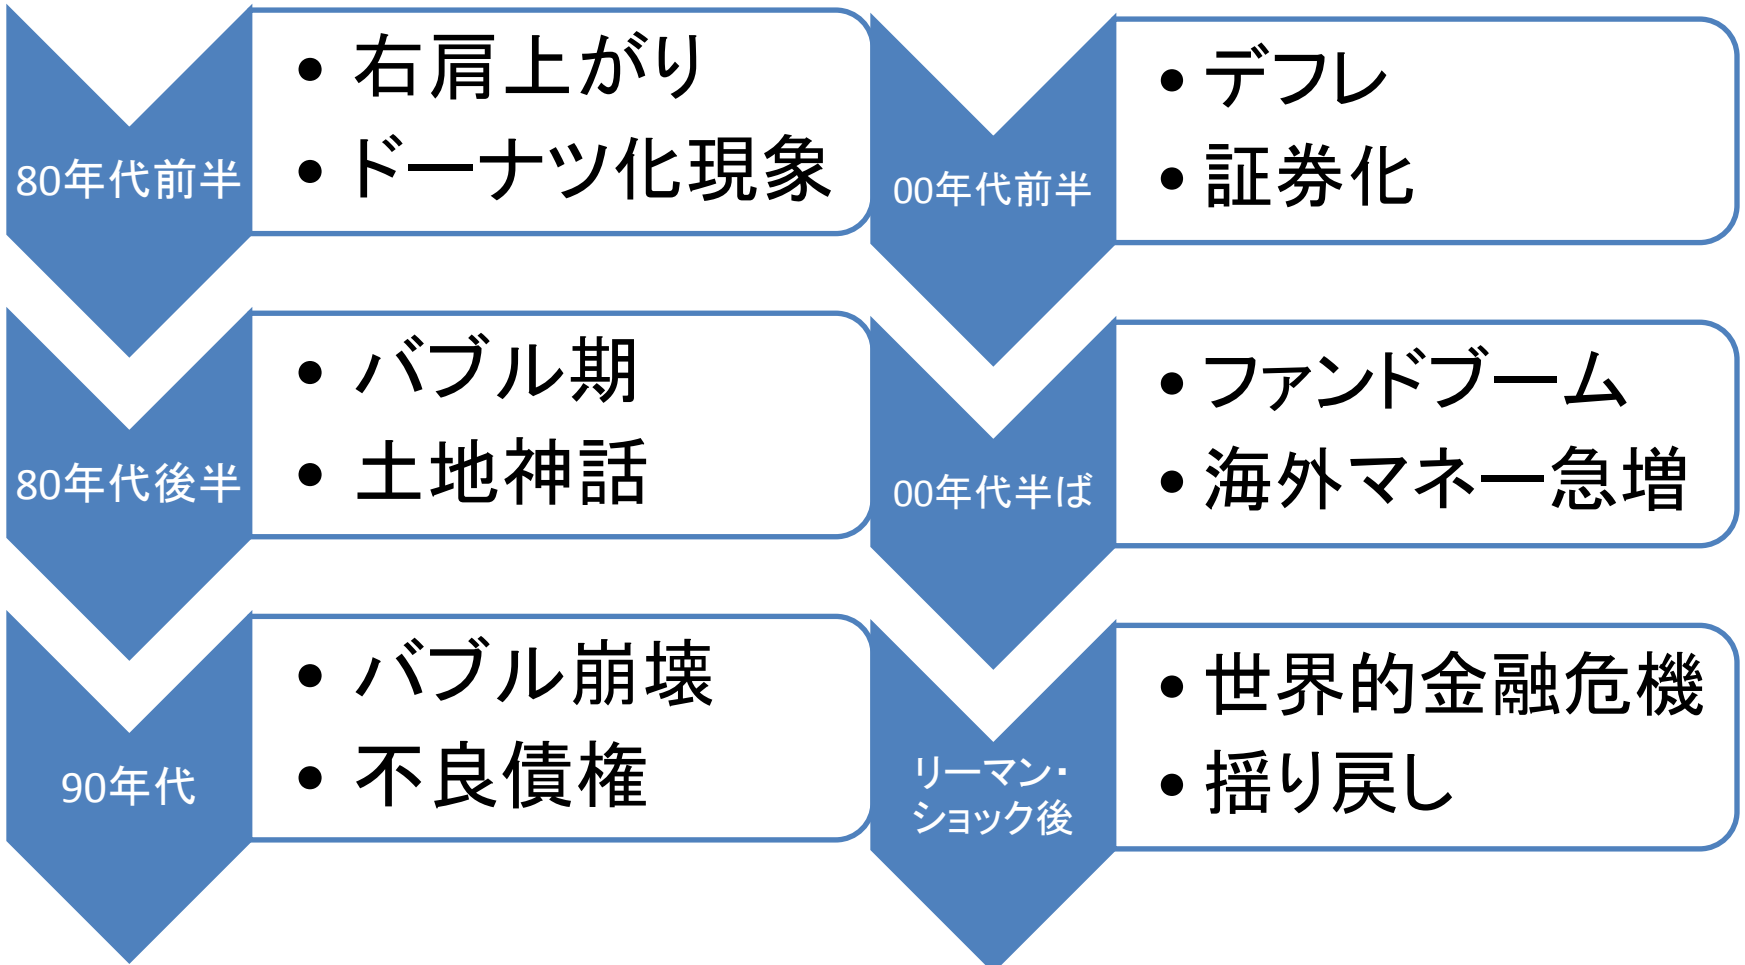 80年代前半
• 右肩上がり
• ドーナツ化現象
80年代後半
• バブル期
• 土地神話
90年代
• バブル崩壊
• 不良債権
00年代前半
• デフレ
• 証券化
00年代半ば
• ファンドブーム
• 海外マネー急増
リーマン・
ショック後
• 世界的金融危機
• 揺り戻し